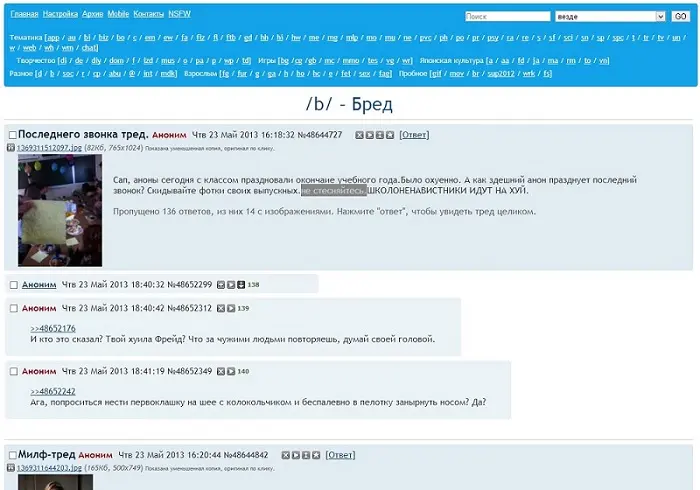 Главная Настройка Архив Mobile Контакты NSFW
Поиск везде GO
Тематика [app / au / bi / biz / bo / c / em / ew / fa / fiz / fl / ftb / gd / hh / hi / hw / me / mg / mlp / mo / mu / ne / pvc / ph / po / pr / psy / ra / re / s / sf / sci / sn / sp / spc / t / tr / tv / un /
w / web / wh / wm / chat]
Творчество [di / de / diy / dom / f / izd / mus / o / pa / p / wp / td] Игры [bg / cg / gb / mc / mmo / tes / vg / wr] Японская культура [a / aa / fd / ja / ma / rm / to / vo]
Разное [d / b / soc / r / cp / abu / @ / int / mdk] Взрослым [fg / fur / g / ga / h / ho / hc / e / fet / sex / fag] Пробное [gif / mov / br / sup2012 / wrk / fs]
/b/ - Бред
Последнего звонка тред. Аноним Чтв 23 Май 2013 16:18:32 №48644727 [Ответ]
1369311512097.jpg (82Кб, 765x1024) Показана уменьшенная копия, оригинал по клику.
Сап, аноны сегодня с классом праздновали окончание учебного года.Было охуенно. А как здешний анон празднует последний
звонок? Скидывайте фотки своих выпускных.не стесняйтесь.ШКОЛОНЕНАВИСТНИКИ ИДУТ НА ХУЙ.
Пропущено 136 ответов, из них 14 с изображениями. Нажмите "ответ", чтобы увидеть тред целиком.
Аноним Чтв 23 Май 2013 18:40:32 №48652299 138
Аноним Чтв 23 Май 2013 18:40:42 №48652312 139
>>48652176
И кто это сказал? Твой хуила Фрейд? Что за чужими людьми повторяешь, думай своей головой.
Аноним Чтв 23 Май 2013 18:41:19 №48652349 140
>>48652242
Ага, попроситься нести первоклашку на шее с колокольчиком и беспалевно в пелотку занырнуть носом? Да?
Милф-тред Аноним Чтв 23 Май 2013 16:20:44 №48644842 [Ответ]
1369311644203.jpg (165Кб, 500x749) Показана уменьшенная копия, оригинал по клику.